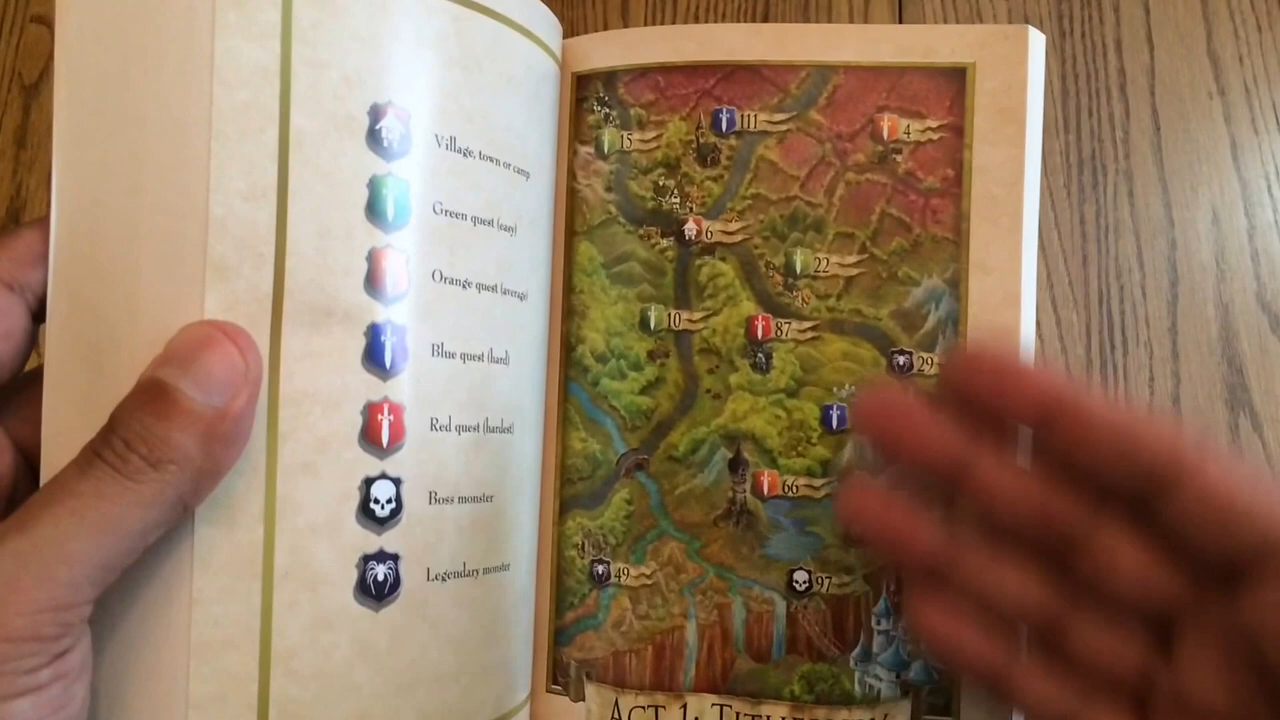 Village, town or camp
Green quest (easy)
Orange quest (average)
Blue quest (hard)
Red quest (hardest)
Boss monster
Legendary monster
111
15
4
6
22
10
87
29
66
49
97
ACT 1: